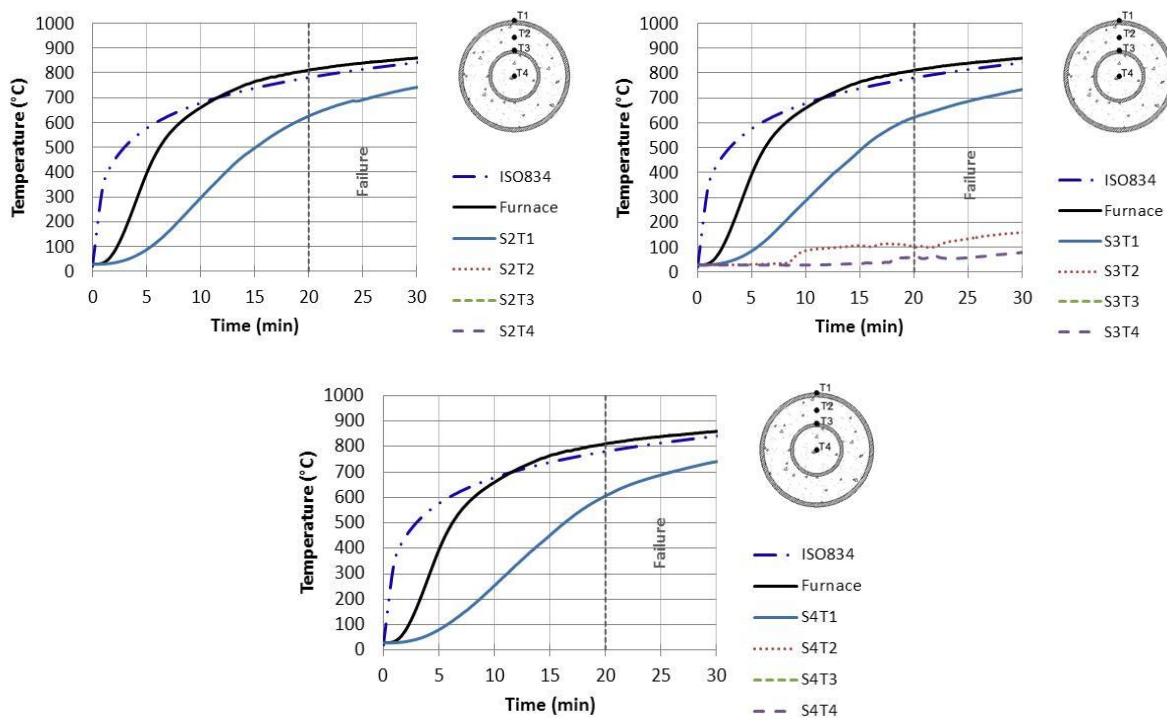 1000
900
800
700
600
500
400
300
200
100
0
Temperature (°C)
0 5 10 15 20 25 30
Time (min)
Failure
T1
T2
T3
T4
ISO834
Furnace
S2T1
S2T2
S2T3
S2T4
1000
900
800
700
600
500
400
300
200
100
0
Temperature (°C)
0 5 10 15 20 25 30
Time (min)
Failure
T1
T2
T3
T4
ISO834
Furnace
S3T1
S3T2
S3T3
S3T4
1000
900
800
700
600
500
400
300
200
100
0
Temperature (°C)
0 5 10 15 20 25 30
Time (min)
Failure
T1
T2
T3
T4
ISO834
Furnace
S4T1
S4T2
S4T3
S4T4